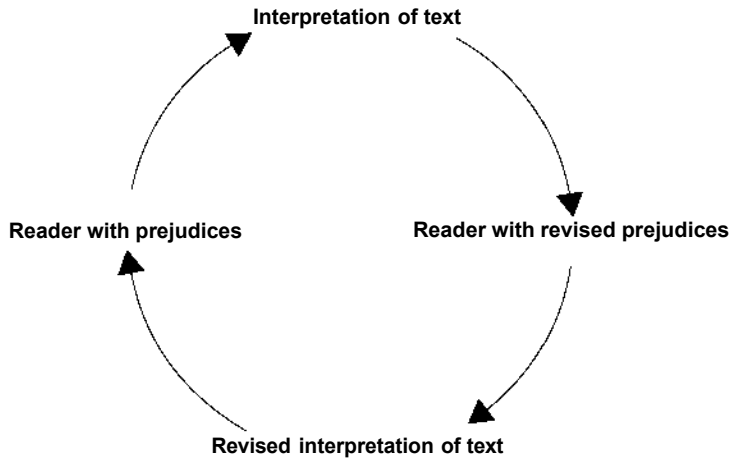 Interpretation of text
Reader with prejudices
Reader with revised prejudices
Revised interpretation of text